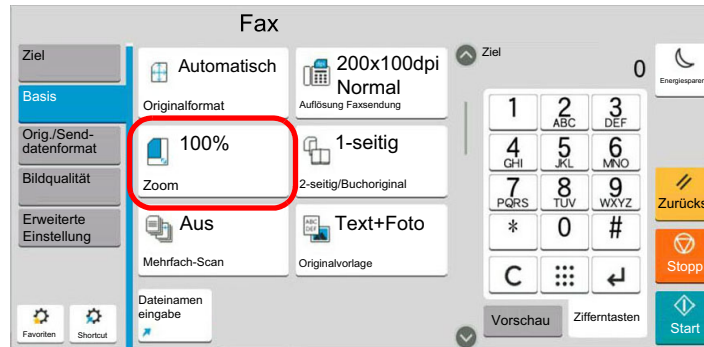 Fax
Ziel
Basis
Orig./Send-
datenformat
Bildqualität
Erweiterte
Einstellung
Favoriten
Shortcut
Automatisch
Originalformat
200x100dpi
Normal
Auflösung Faxsendung
100%
Zoom
1-seitig
2-seitig/Buchoriginal
Aus
Mehrfach-Scan
ABC
DEF
Text+Foto
Originalvorlage
Dateinamen
eingabe
Ziel
0
1
2
ABC
3
DEF
4
GHI
5
JKL
6
MNO
7
PQRS
8
TUV
9
WXYZ
*
0
#
C
Vorschau
Zifferntasten
Energiesparen
Zurücks
Stopp
Start